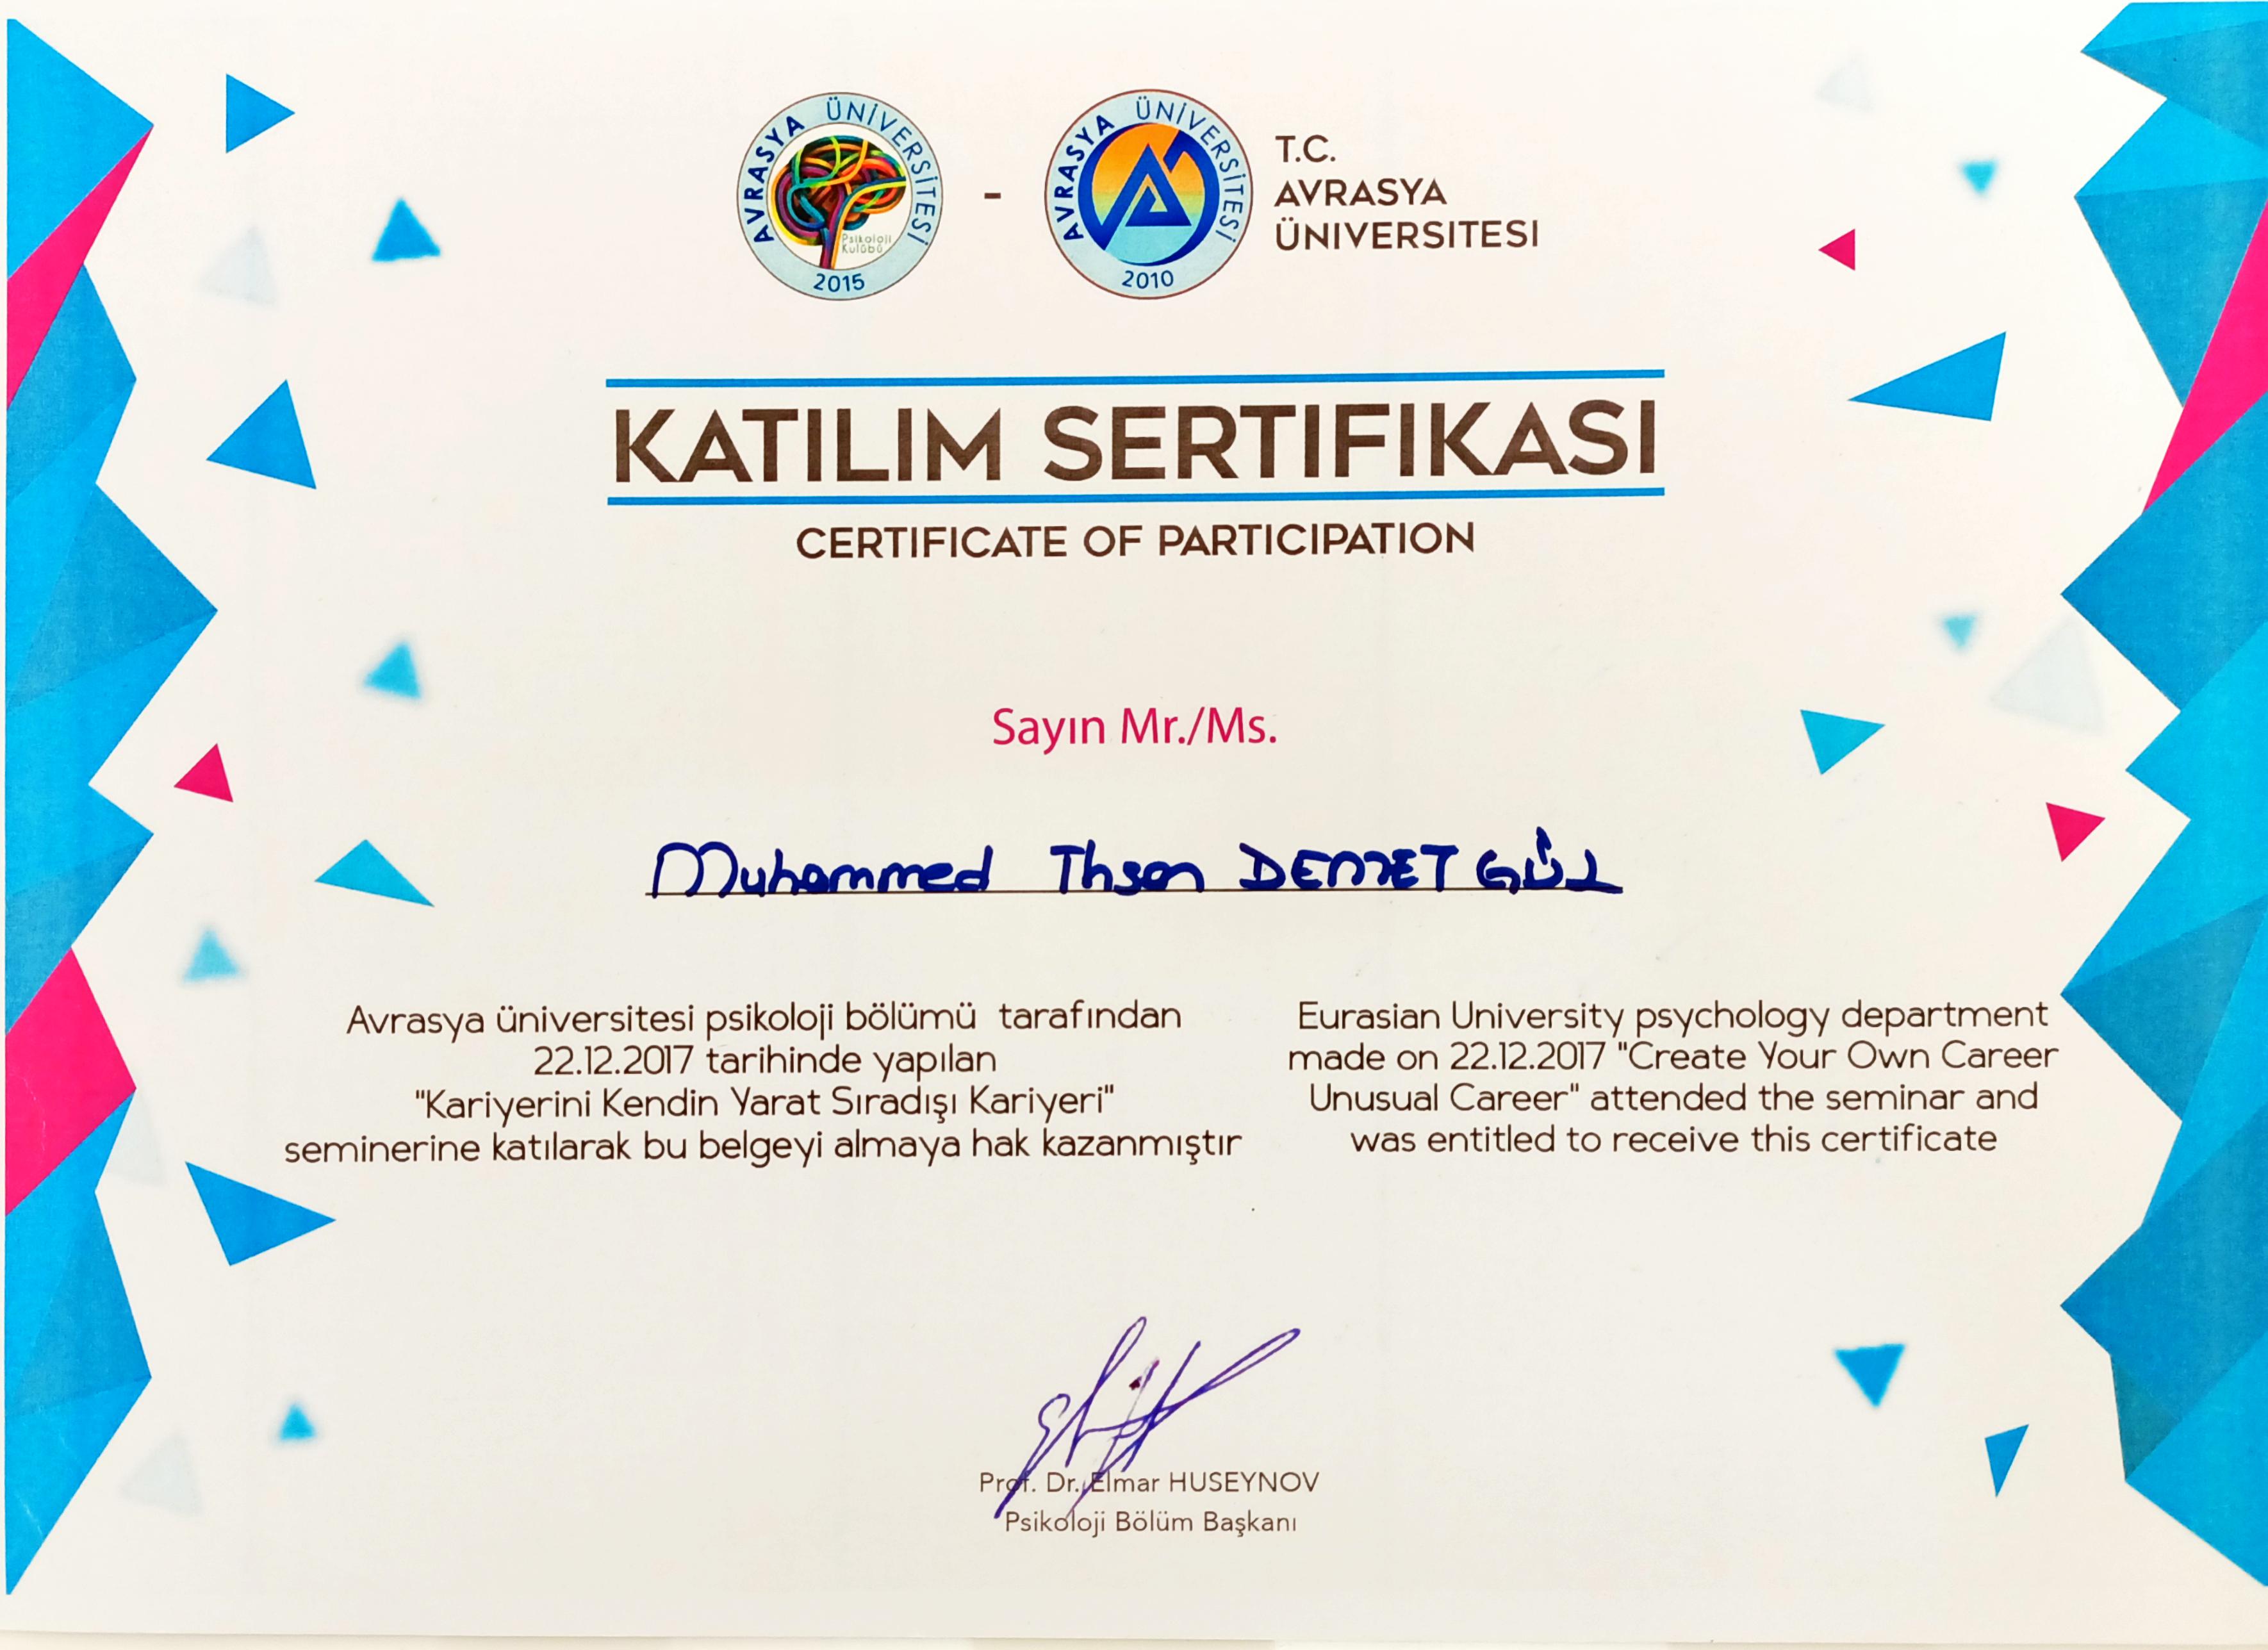 AVRASYA ÜNİVERSİTESİ
Psikoloji
Kulübü
2015
-
AVRASYA ÜNİVERSİTESİ
2010
T.C.
AVRASYA
ÜNİVERSITESI
KATILIM SERTIFIKASI
CERTIFICATE OF PARTICIPATION
Sayın Mr./Ms.
Muhammed Ihsan DEMET GÜL
Avrasya üniversitesi psikoloji bölümü tarafından
22.12.2017 tarihinde yapılan
"Kariyerini Kendin Yarat Sıradışı Kariyeri"
seminerine katılarak bu belgeyi almaya hak kazanmıştır
Eurasian University psychology department
made on 22.12.2017 "Create Your Own Career
Unusual Career" attended the seminar and
was entitled to receive this certificate
Prof. Dr. Elmar HUSEYNOV
Psikoloji Bölüm Başkanı